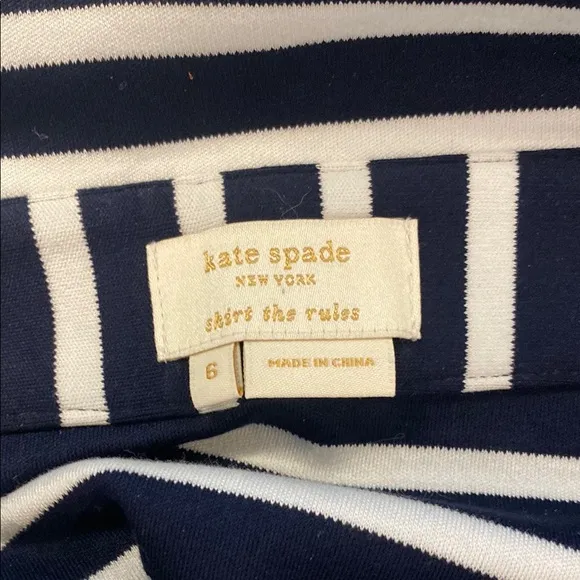 kate spade
NEW YORK
skirt the rules
6
MADE IN CHINA